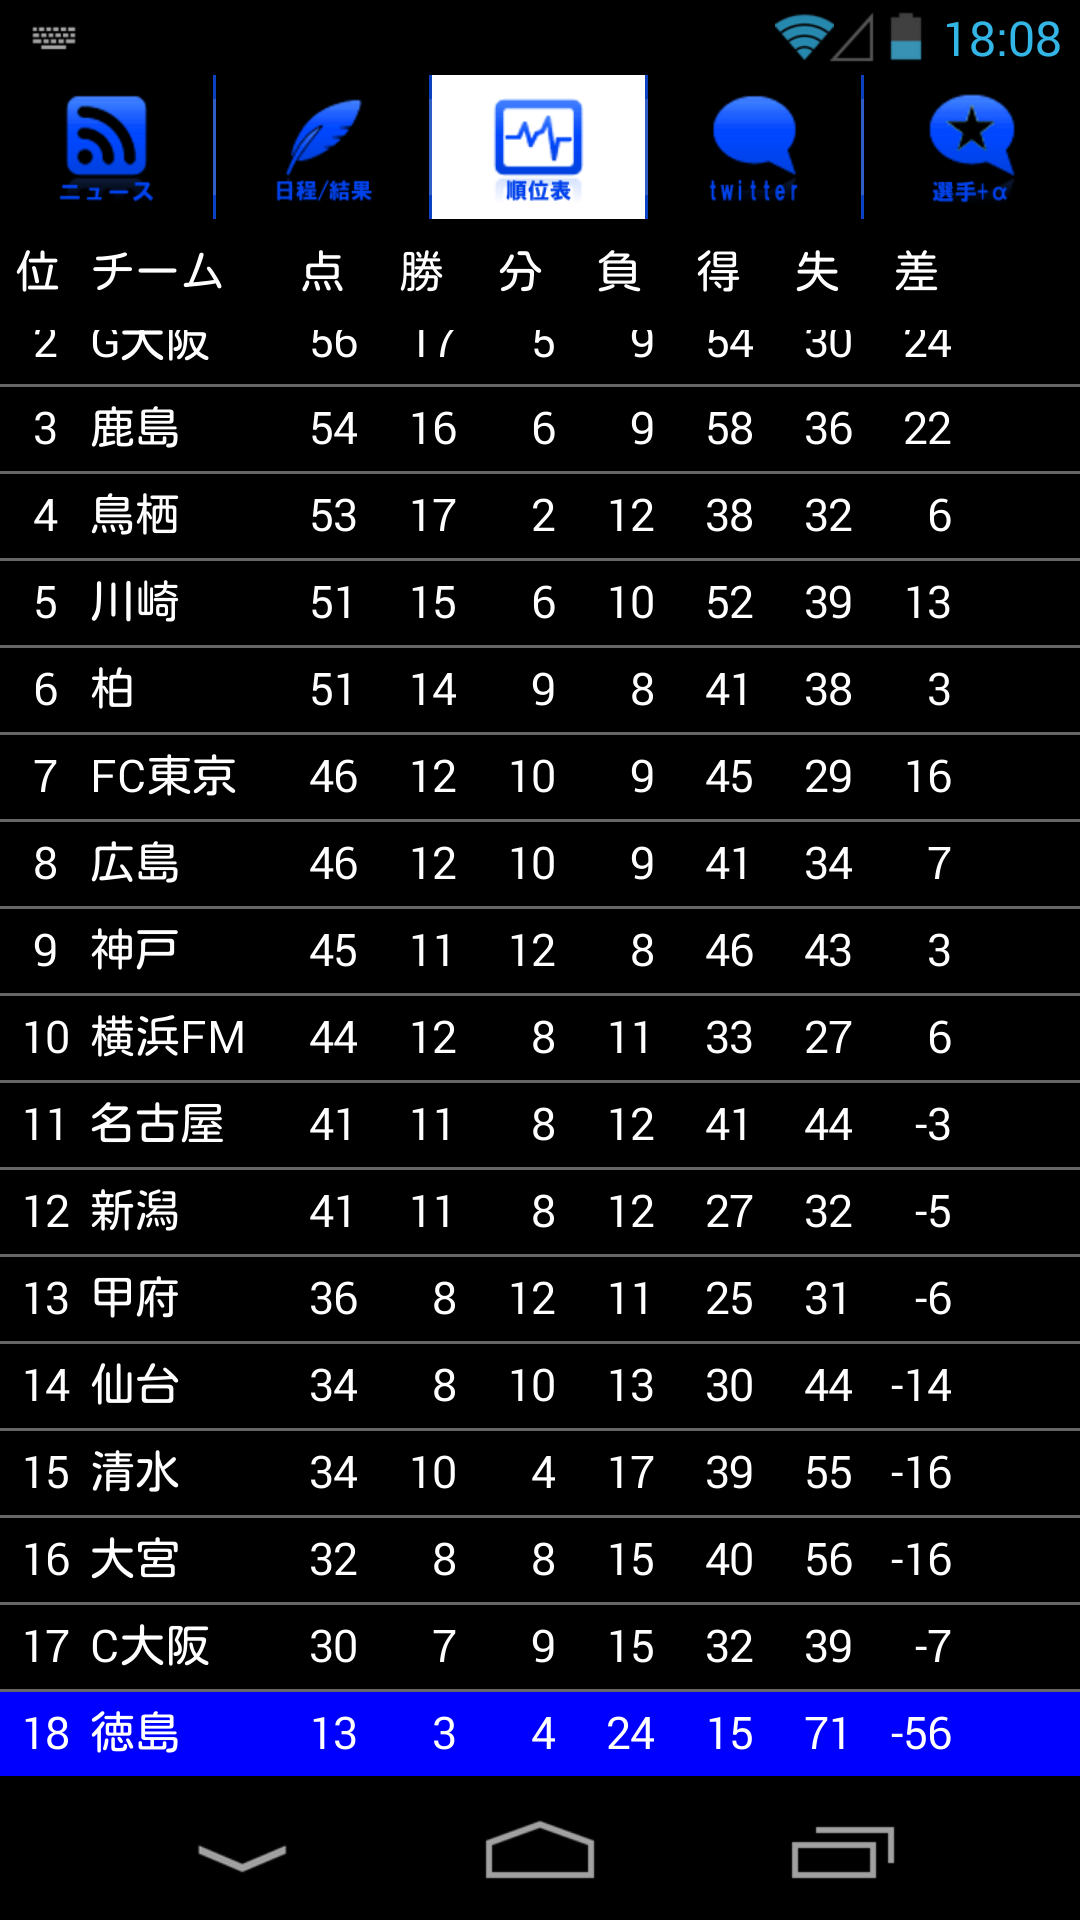 18:08
ニュース 日程/結果 順位表 twitter 選手+α
位 チーム 点 勝 分 負 得 失 差
2 G大阪 56 17 5 9 54 30 24
3 鹿島 54 16 6 9 58 36 22
4 鳥栖 53 17 2 12 38 32 6
5 川崎 51 15 6 10 52 39 13
6 柏 51 14 9 8 41 38 3
7 FC東京 46 12 10 9 45 29 16
8 広島 46 12 10 9 41 34 7
9 神戸 45 11 12 8 46 43 3
10 横浜FM 44 12 8 11 33 27 6
11 名古屋 41 11 8 12 41 44 -3
12 新潟 41 11 8 12 27 32 -5
13 甲府 36 8 12 11 25 31 -6
14 仙台 34 8 10 13 30 44 -14
15 清水 34 10 4 17 39 55 -16
16 大宮 32 8 8 15 40 56 -16
17 C大阪 30 7 9 15 32 39 -7
18 徳島 13 3 4 24 15 71 -56